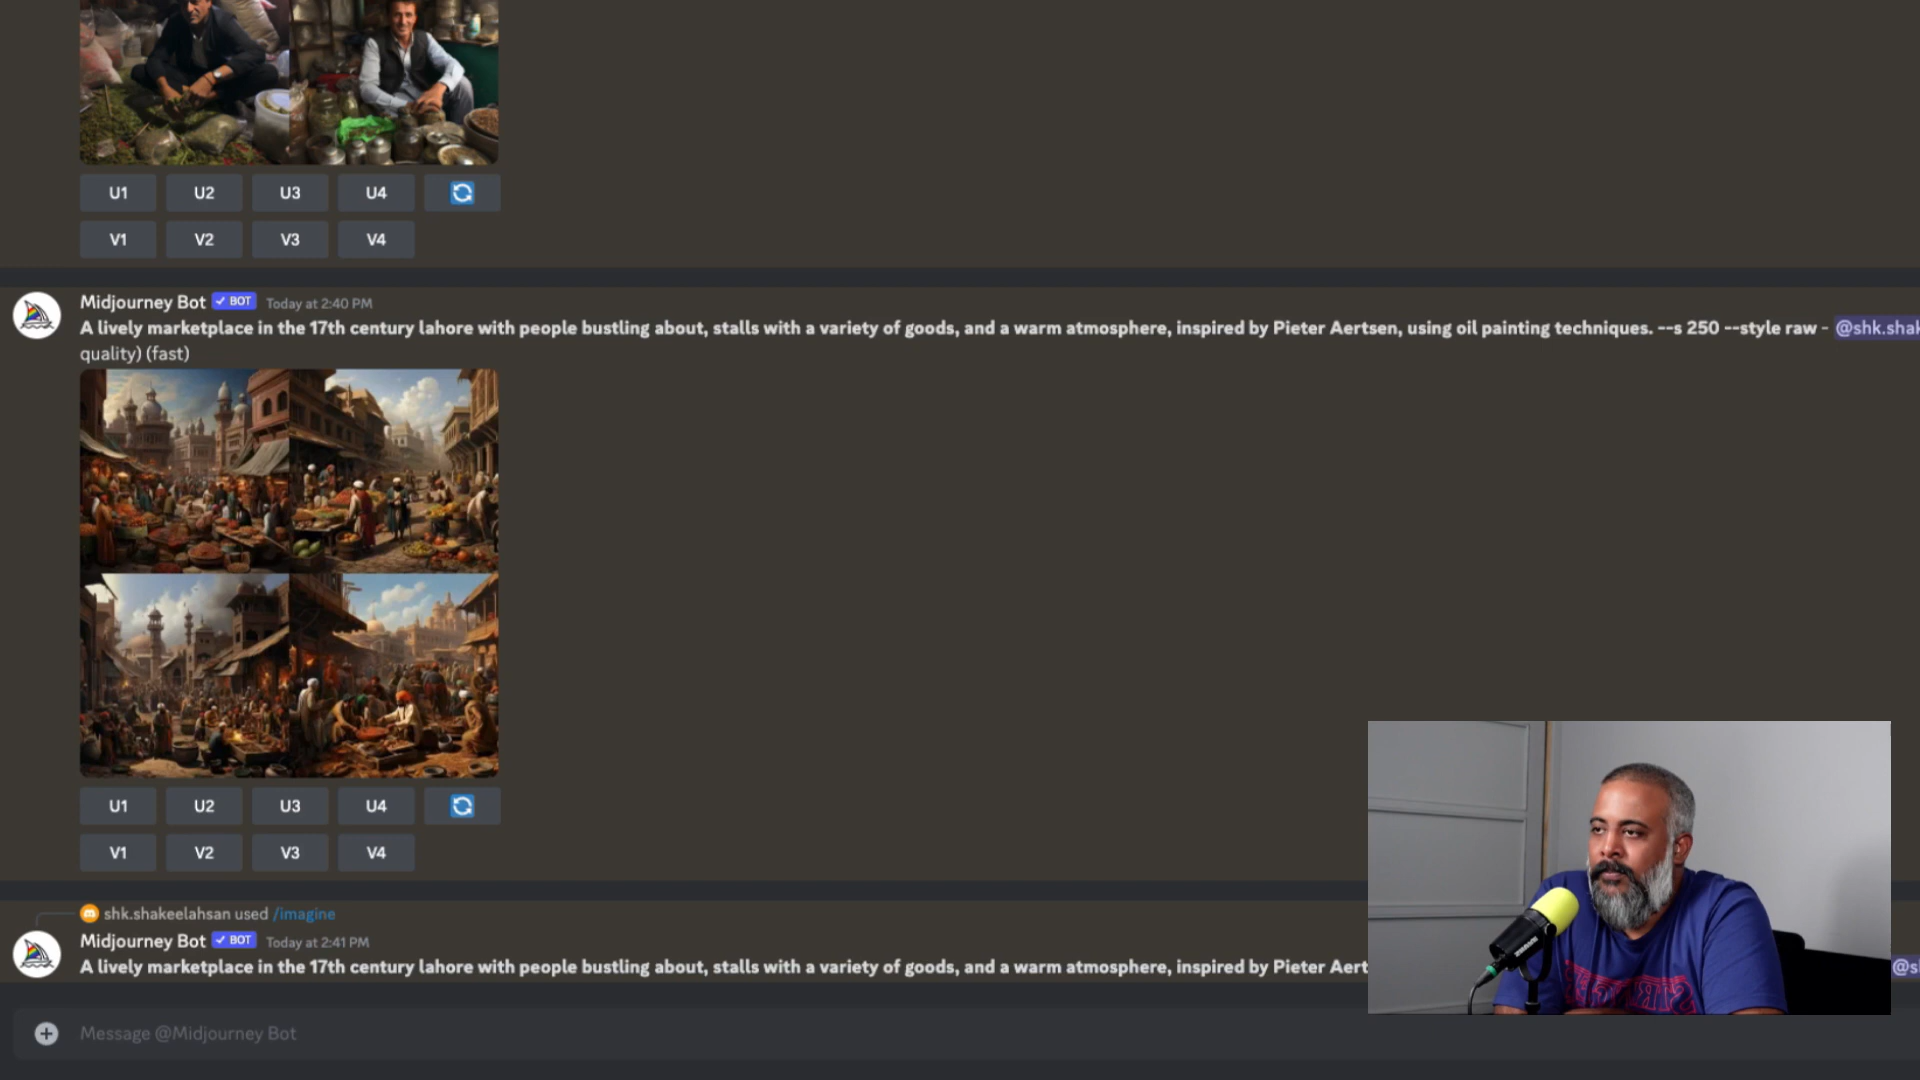 U1 U2 U3 U4
V1 V2 V3 V4
Midjourney Bot ✓ BOT Today at 2:40 PM
A lively marketplace in the 17th century lahore with people bustling about, stalls with a variety of goods, and a warm atmosphere, inspired by Pieter Aertsen, using oil painting techniques. --s 250 --style raw - @shk.shak
quality) (fast)
U1 U2 U3 U4
V1 V2 V3 V4
shk.shakeelahsan used /imagine
Midjourney Bot ✓ BOT Today at 2:41 PM
A lively marketplace in the 17th century lahore with people bustling about, stalls with a variety of goods, and a warm atmosphere, inspired by Pieter Aert
Message @Midjourney Bot